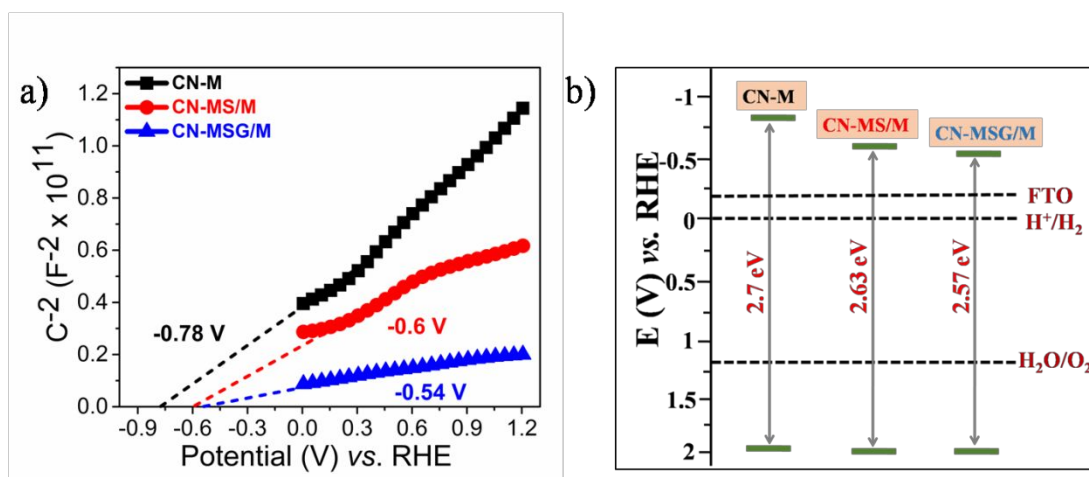 a)
CN-M
CN-MS/M
CN-MSG/M
C⁻² (F⁻² x 10¹¹)
1.2
1.0
0.8
0.6
0.4
0.2
0.0
-0.78 V
-0.6 V
-0.54 V
-0.9 -0.6 -0.3 0.0 0.3 0.6 0.9 1.2
Potential (V) vs. RHE
b)
E (V) vs. RHE
-1
-0.5
0
0.5
1
1.5
2
CN-M
CN-MS/M
CN-MSG/M
FTO
H⁺/H₂
2.7 eV
2.63 eV
2.57 eV
H₂O/O₂